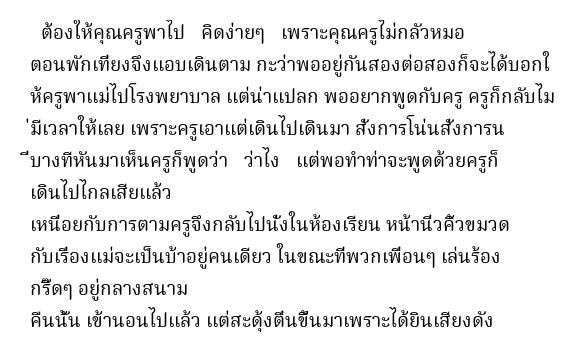 ต้องให้คุณครูพาไป คิดง่ายๆ เพราะคุณครูไม่กลัวหมอ
ตอนพักเที่ยงจึงแอบเดินตาม กะว่าพออยู่กันสองต่อสองก็จะได้บอกใ
ห้ครูพาแม่ไปโรงพยาบาล แต่น่าแปลก พออยากพูดกับครู ครูก็กลับไม
่มีเวลาให้เลย เพราะครูเอาแต่เดินไปเดินมา สั่งการโน่นสั่งการน
ี่บางทีหันมาเห็นครูก็พูดว่า ว่าไง แต่พอทำท่าจะพูดด้วยครูก็
เดินไปไกลเสียแล้ว
เหนื่อยกับการตามครูจึงกลับไปนั่งในห้องเรียน หน้านิ่วคิ้วขมวด
กับเรื่องแม่จะเป็นบ้าอยู่คนเดียว ในขณะที่พวกเพื่อนๆ เล่นร้อง
กรี๊ดๆ อยู่กลางสนาม
คืนนั้น เข้านอนไปแล้ว แต่สะดุ้งตื่นขึ้นมาเพราะได้ยินเสียงดัง